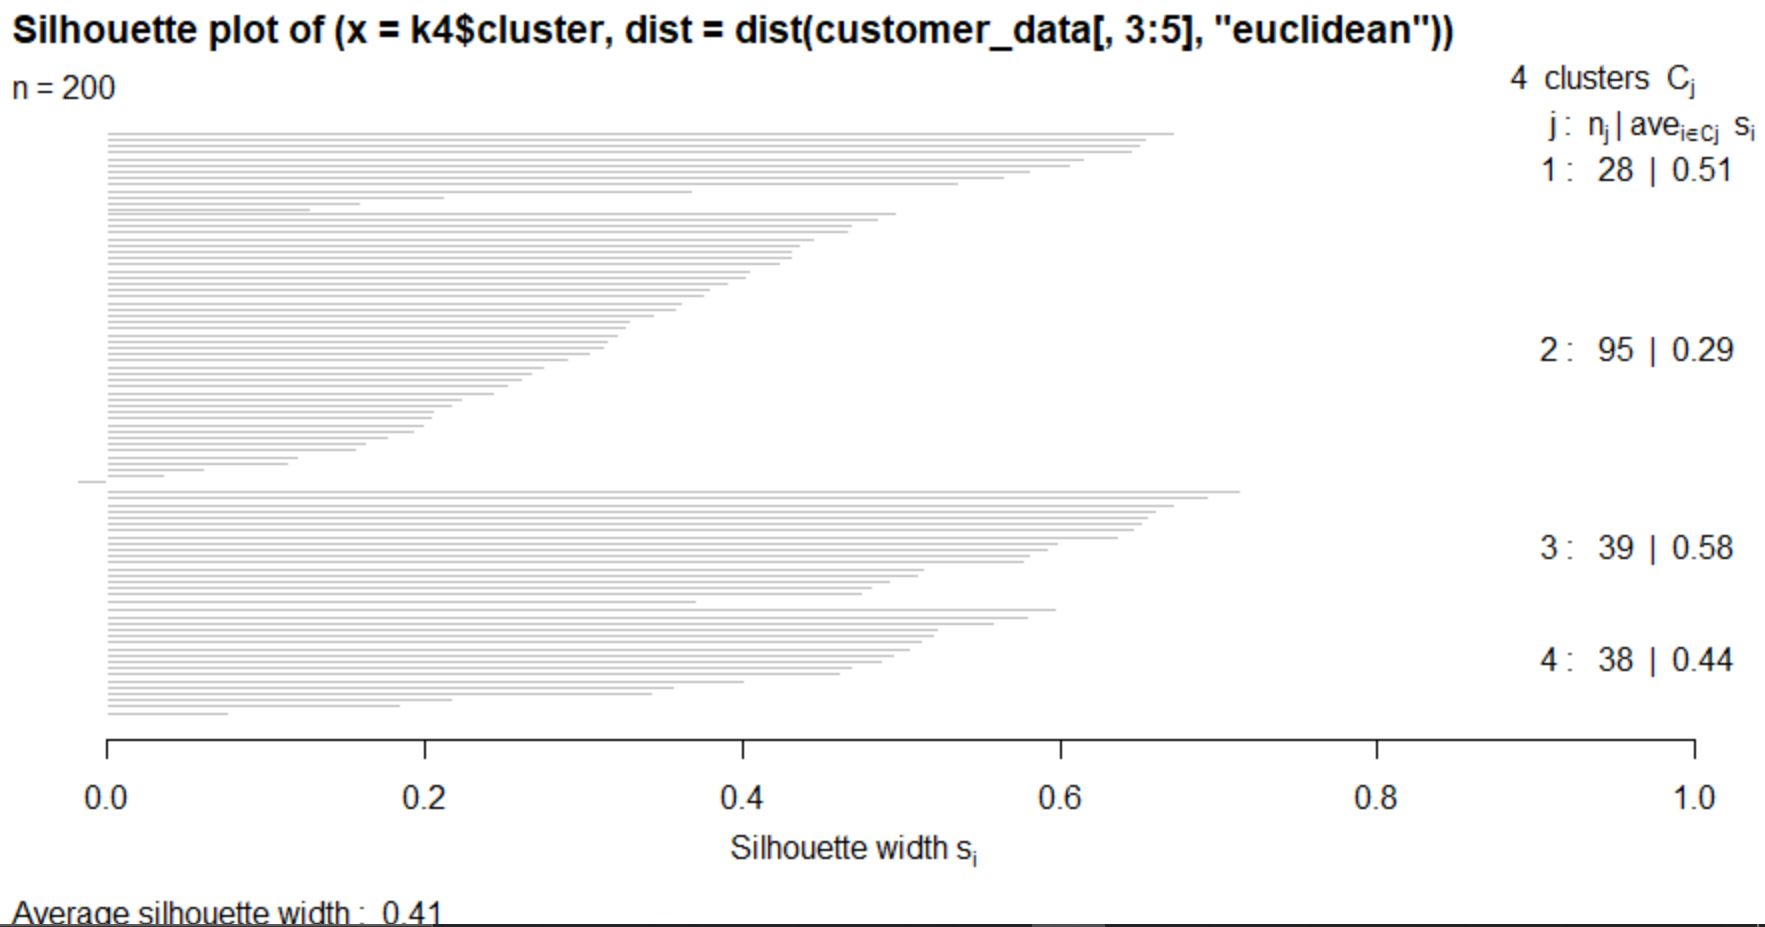 Silhouette plot of (x = k4$cluster, dist = dist(customer_data[, 3:5], "euclidean"))
n = 200
4 clusters Cj
j : nj | avei∈Cj si
1 : 28 | 0.51
2 : 95 | 0.29
3 : 39 | 0.58
4 : 38 | 0.44
0.0 0.2 0.4 0.6 0.8 1.0
Silhouette width si
Average silhouette width : 0.41